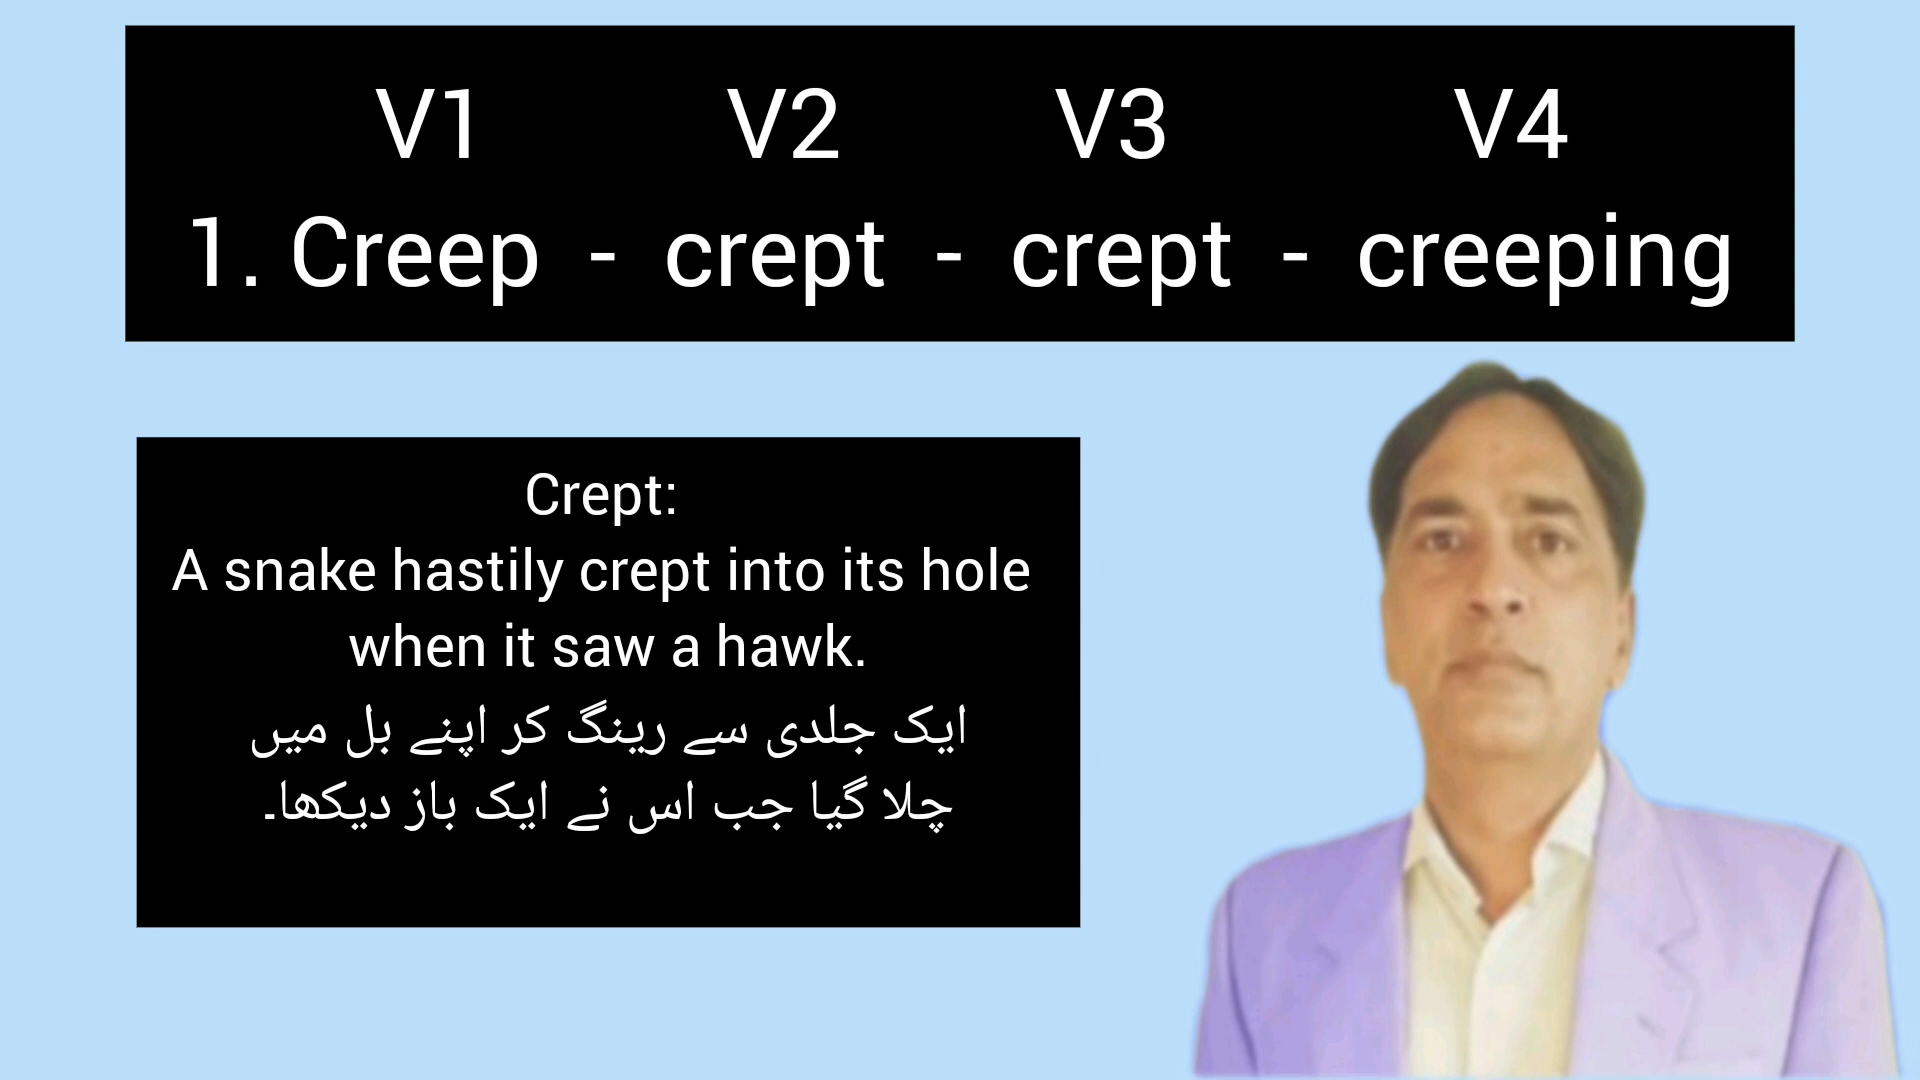 V1 V2 V3 V4
1. Creep - crept - crept - creeping
Crept:
A snake hastily crept into its hole
when it saw a hawk.
ایک جلدی سے رینگ کر اپنے بل میں
چلا گیا جب اس نے ایک باز دیکھا۔